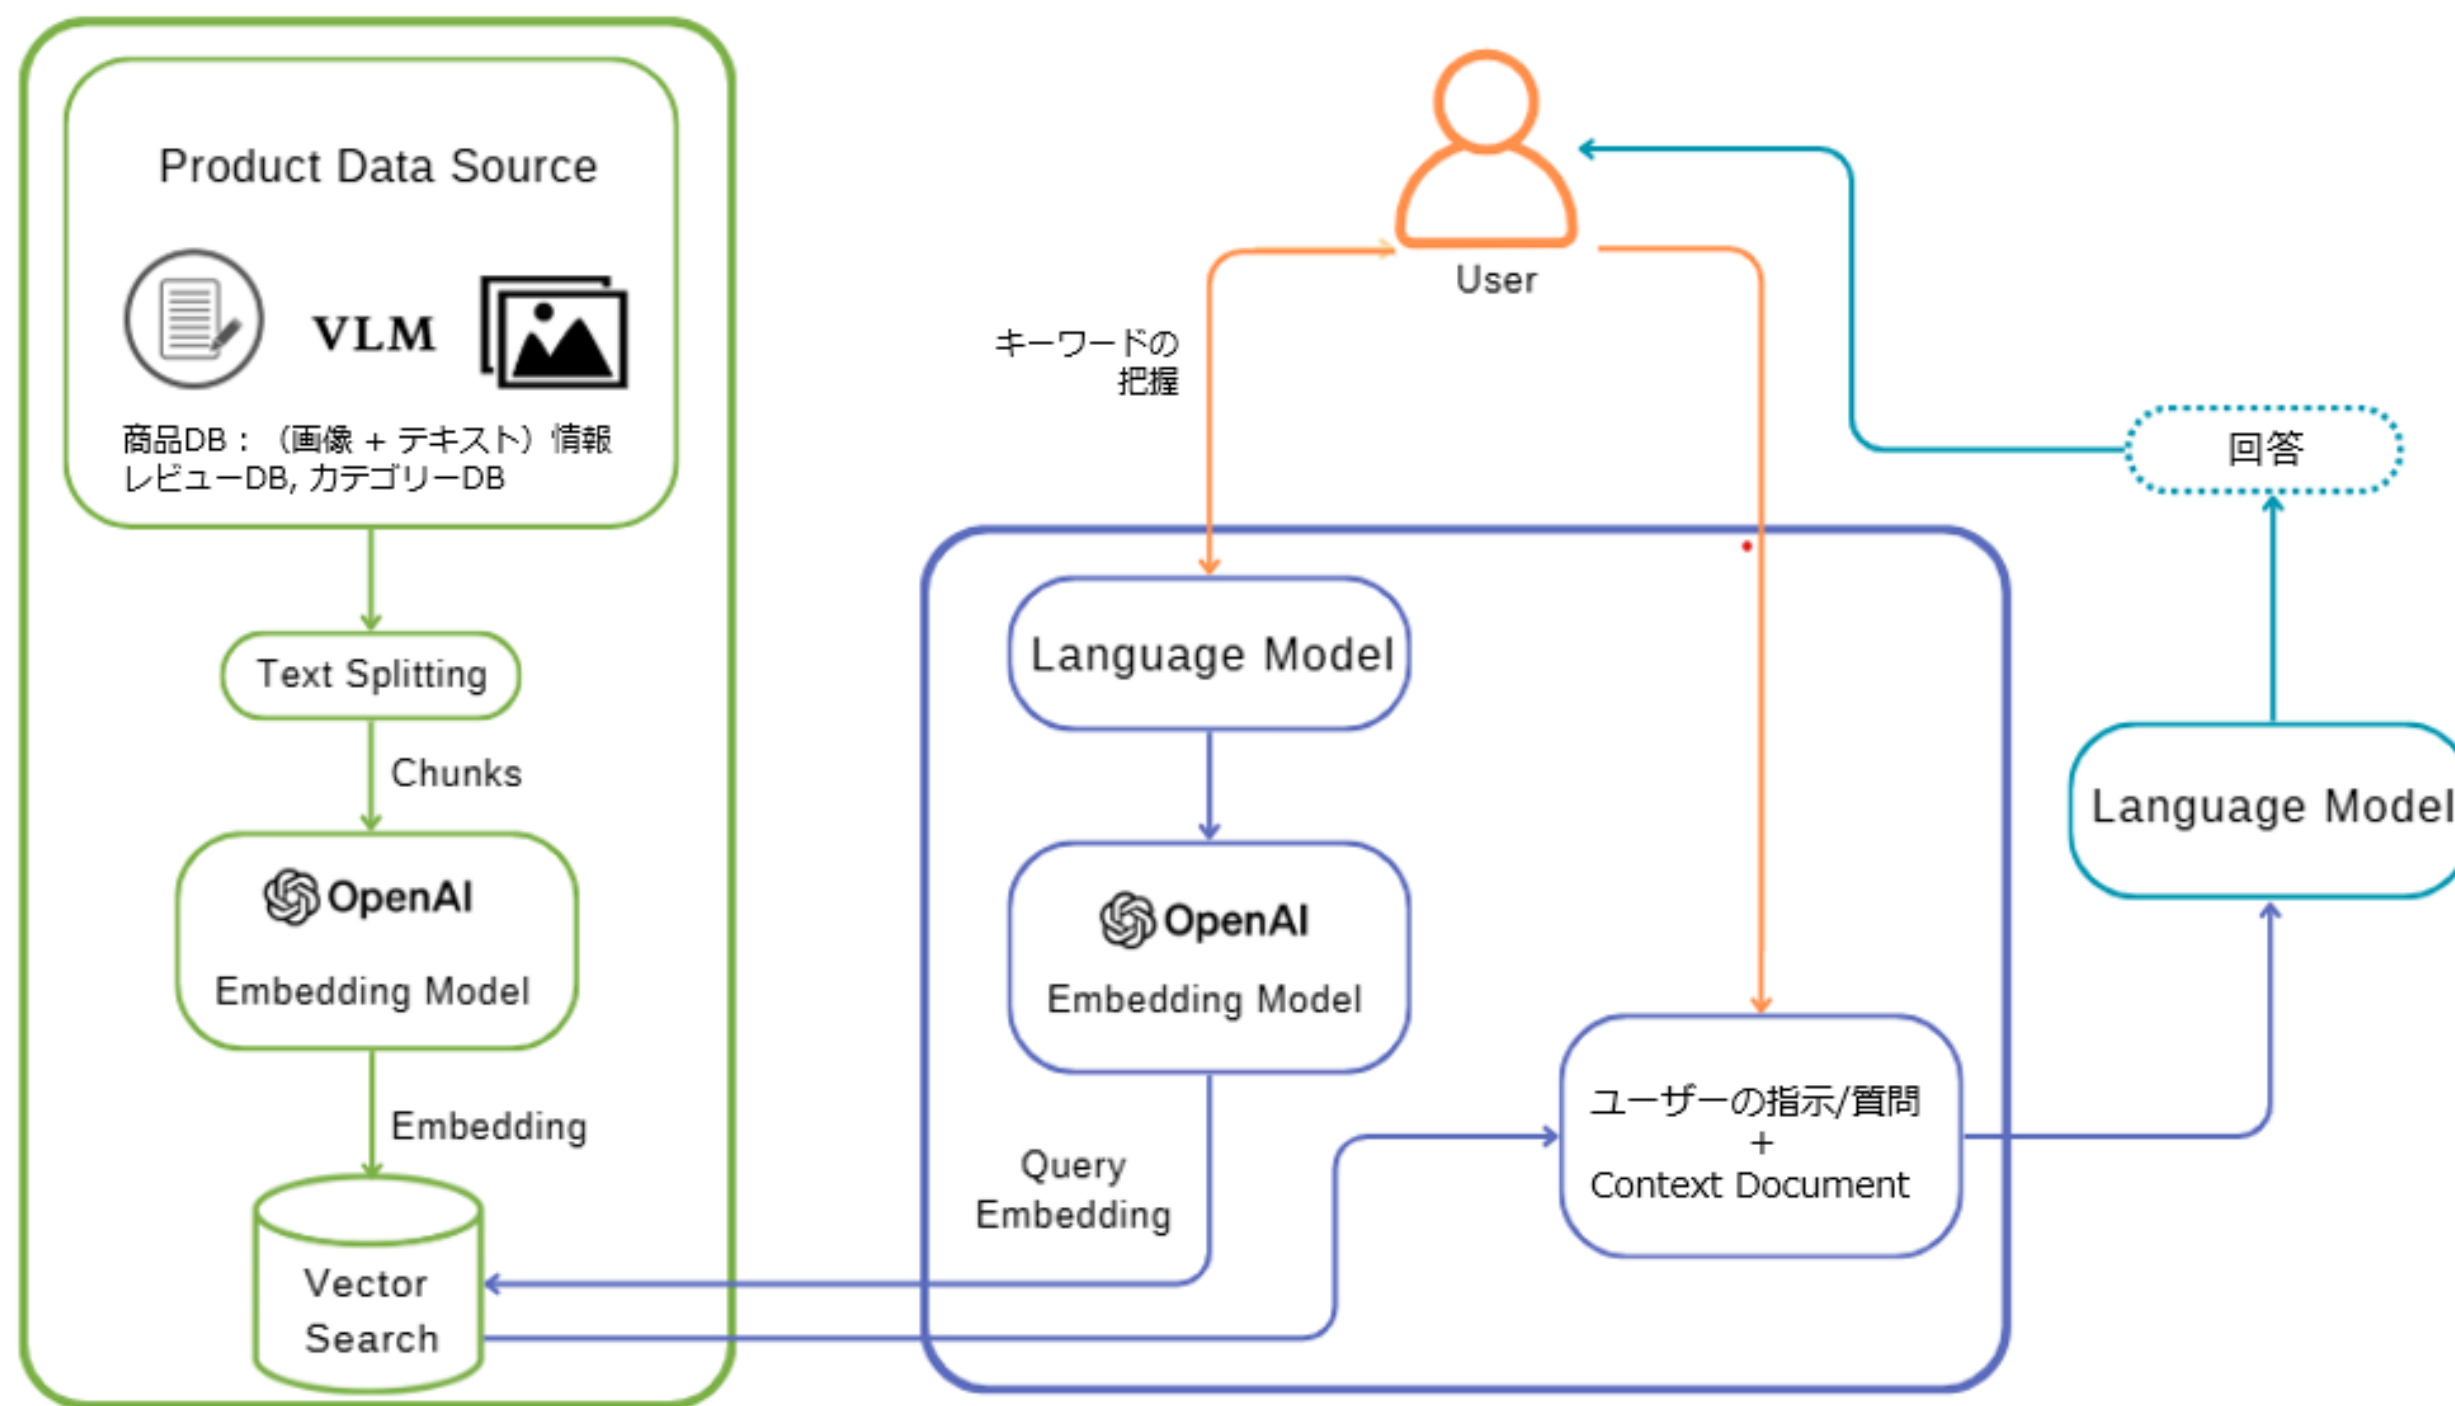 Product Data Source
VLM
商品DB：（画像 + テキスト）情報
レビューDB, カテゴリーDB
Text Splitting
Chunks
OpenAI
Embedding Model
Embedding
Vector
Search
User
キーワードの
把握
Language Model
OpenAI
Embedding Model
Query
Embedding
ユーザーの指示/質問
+
Context Document
Language Model
回答